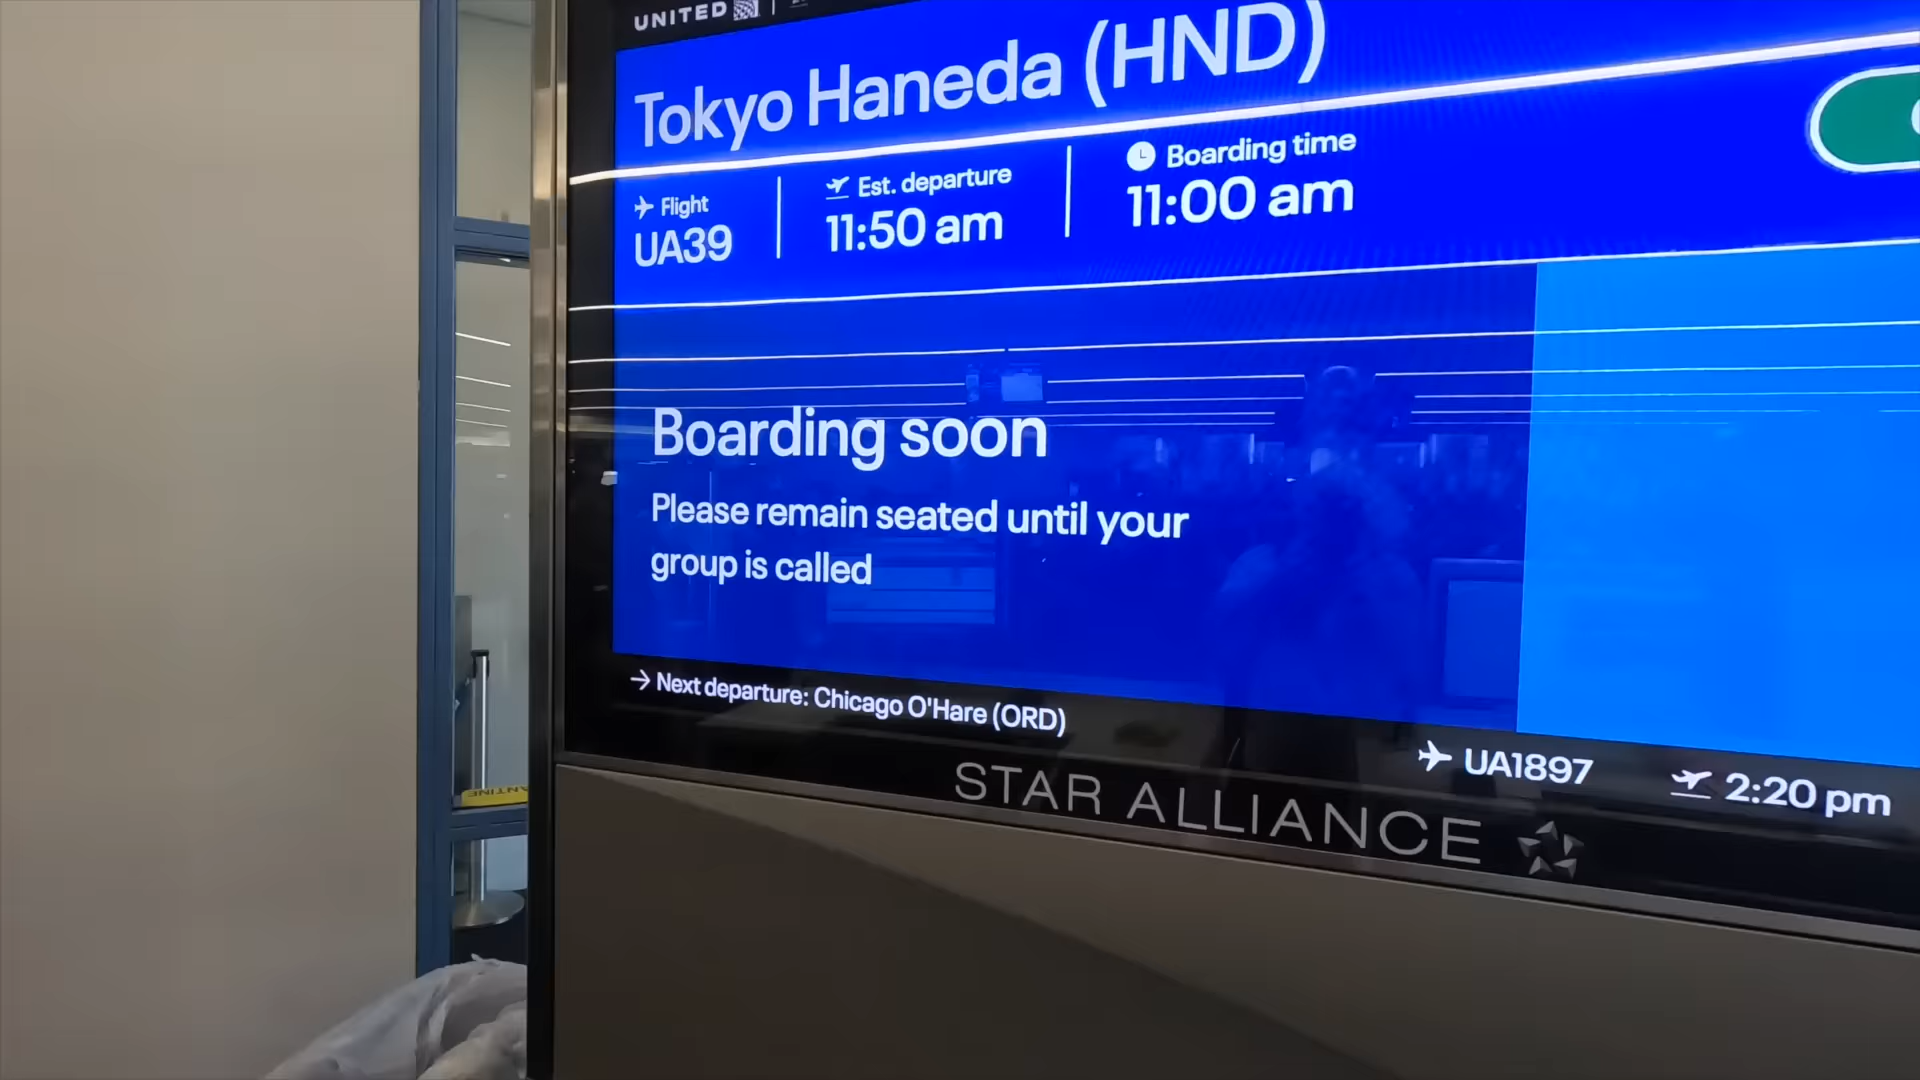 UNITED
Tokyo Haneda (HND)
Flight
UA39
Est. departure
11:50 am
Boarding time
11:00 am
Boarding soon
Please remain seated until your
group is called
Next departure: Chicago O'Hare (ORD)
UA1897
2:20 pm
STAR ALLIANCE